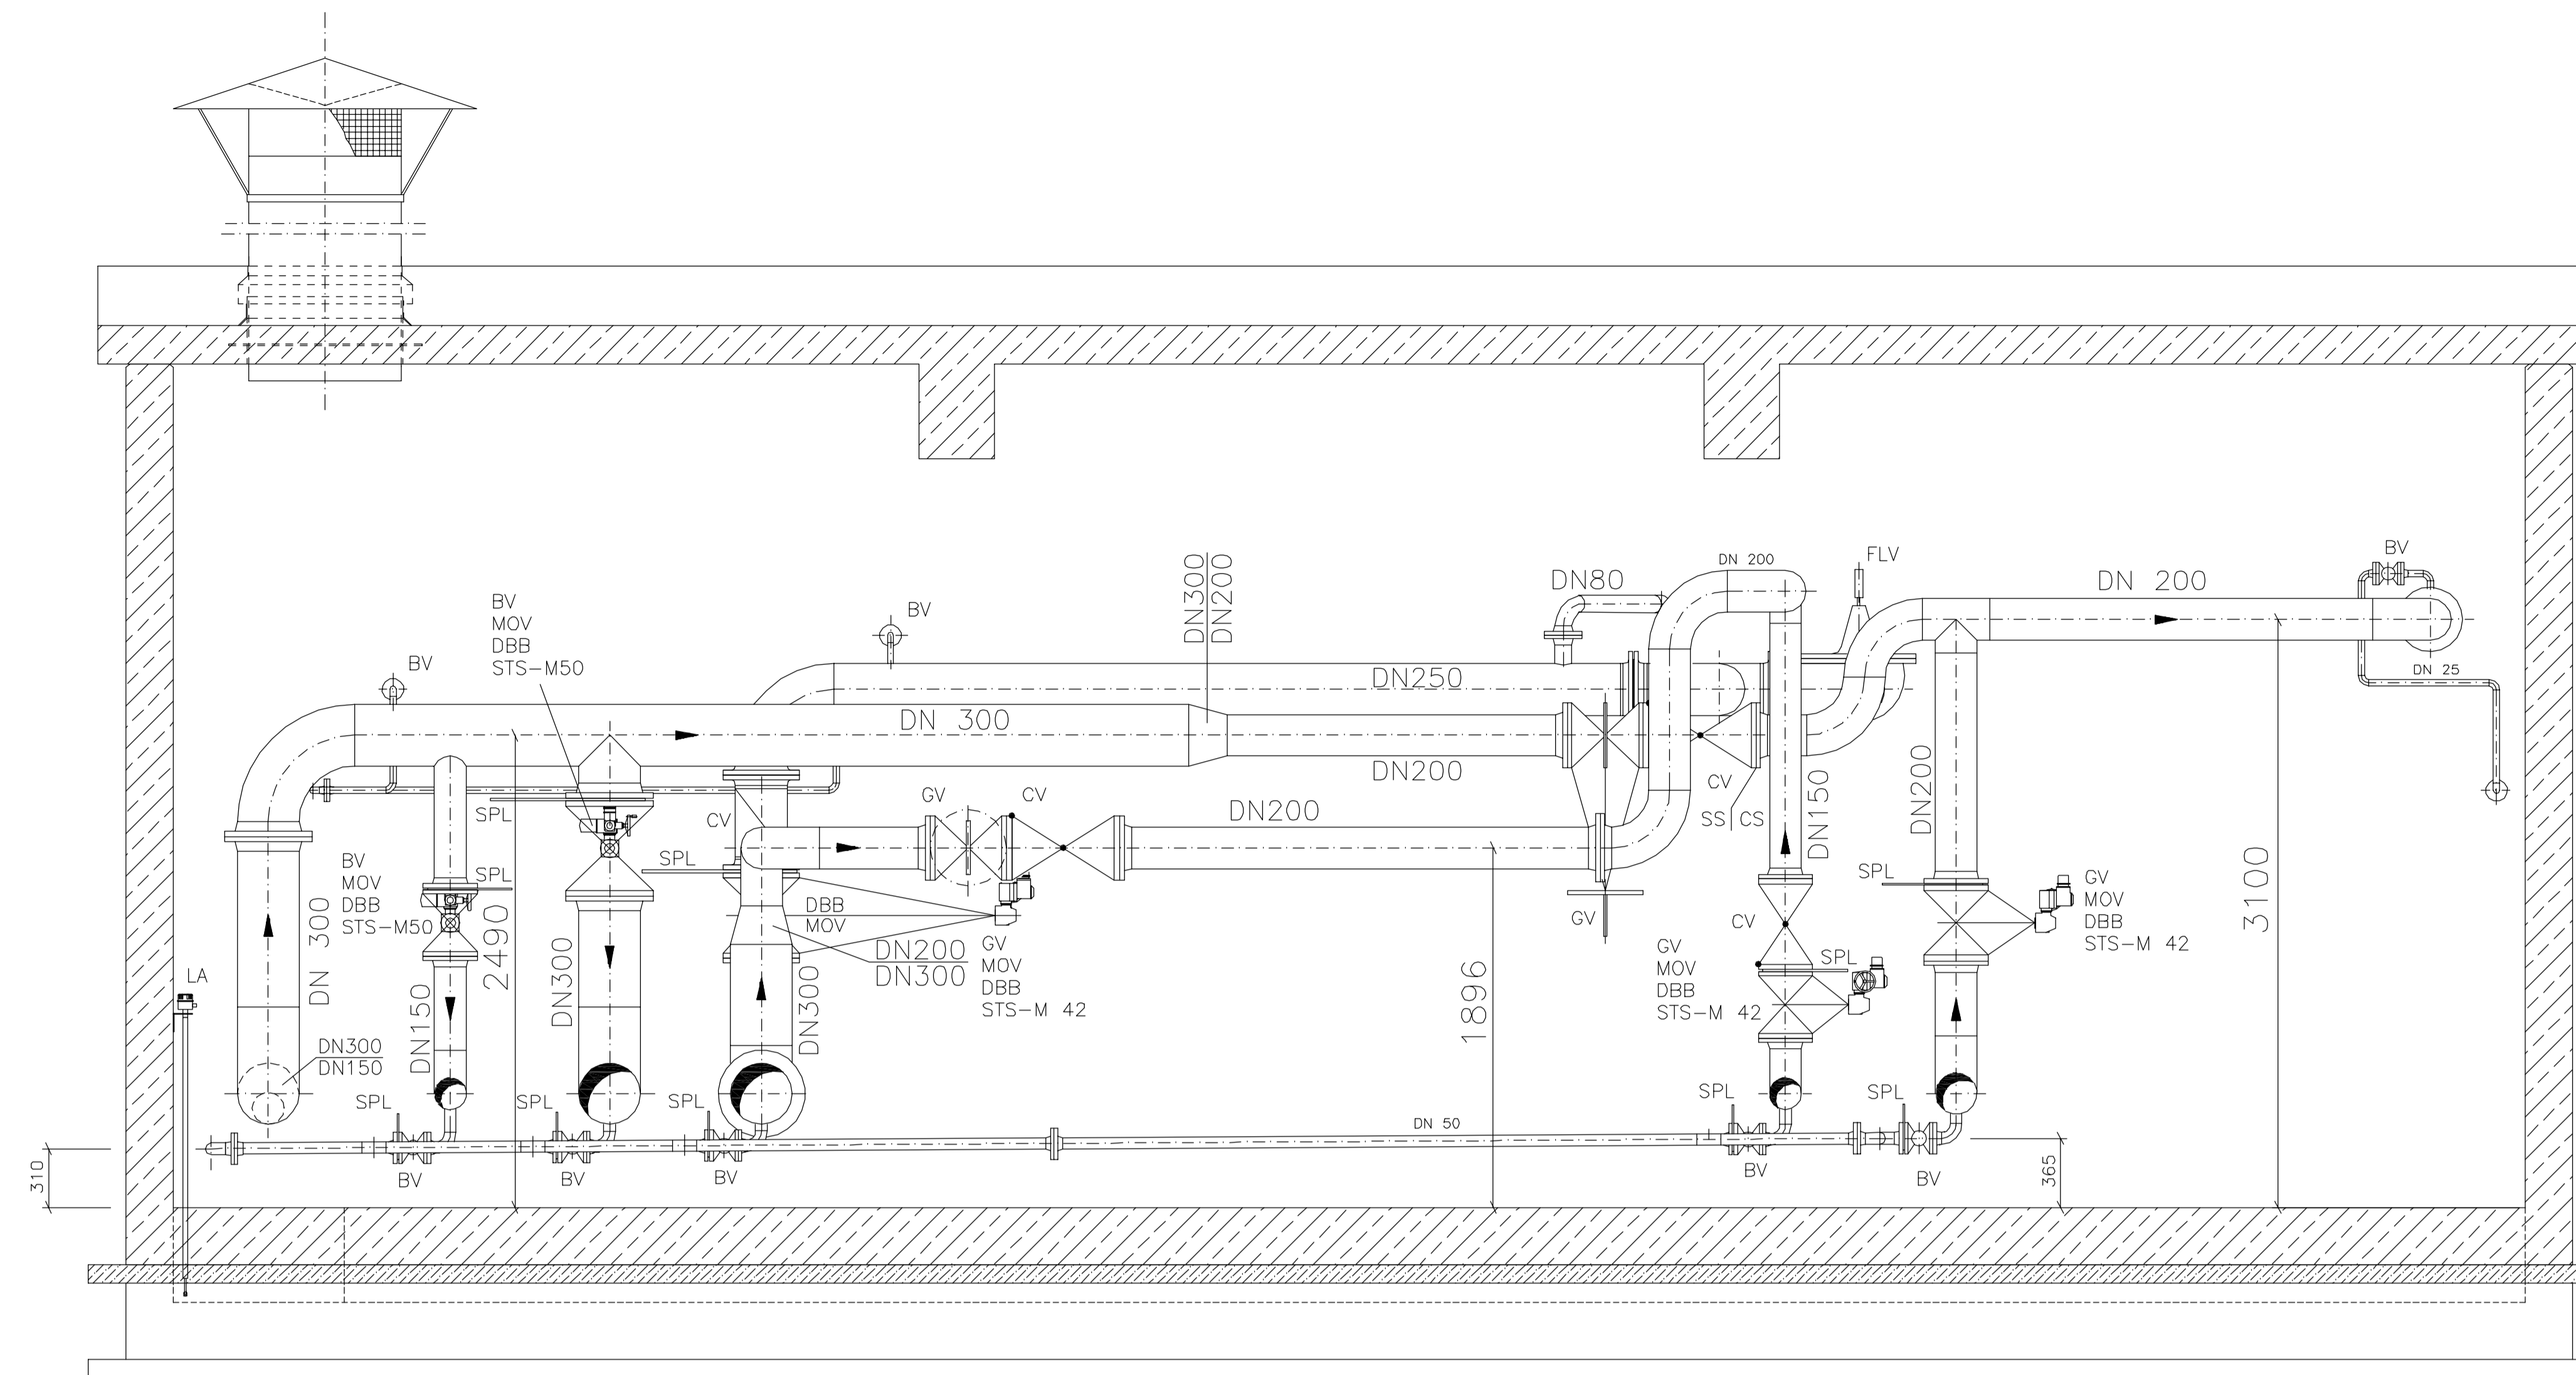 DN 200
FLV
BV
DN80
DN 200
BV
MOV
DBB
STS-M50
BV
DN300
DN200
BV
DN250
DN 25
DN 300
DN200
CV
SS CS
DN150
DN200
SPL
CV
GV
CV
DN200
SPL
SPL
BV
MOV
DBB
STS-M50
SPL
GV
MOV
DBB
STS-M 42
DN 300
2490
DBB
MOV
DN200
DN300
GV
MOV
DBB
STS-M 42
GV
CV
GV
MOV
DBB
STS-M 42
SPL
3100
LA
DN150
DN300
DN300
1896
DN300
DN150
SPL
SPL
SPL
DN 50
SPL
SPL
310
BV
BV
BV
BV
BV
365